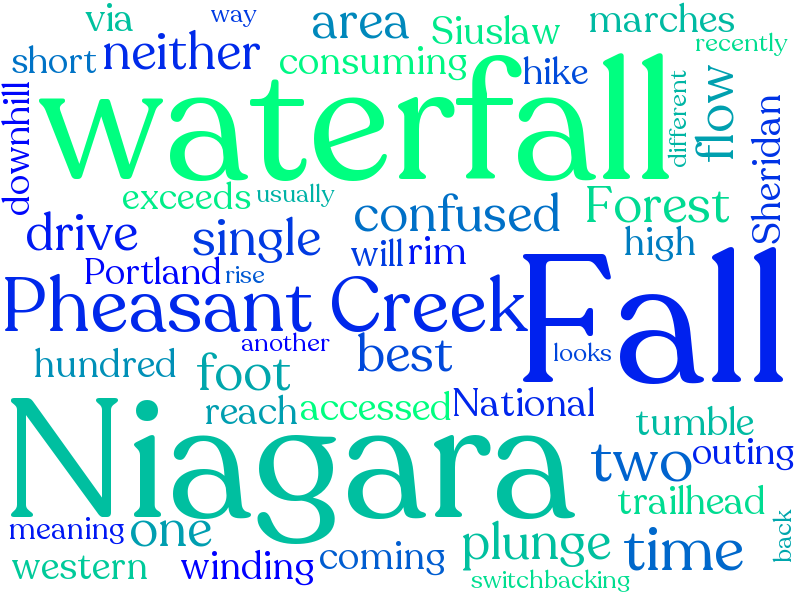 via
way
area
Siuslaw
marches
recently
short
neither
consuming
hike
downhill
waterfall
different
flow
Sheridan
exceeds
usually
drive
single
confused
Forest
will
rim
high
Portland
rise
Pheasant Creek
Fall
another
looks
hundred
foot
best
reach
accessed
National
Niagara
tumble
two
outing
trailhead
meaning
one
plunge
time
back
western
winding
coming
switchbacking